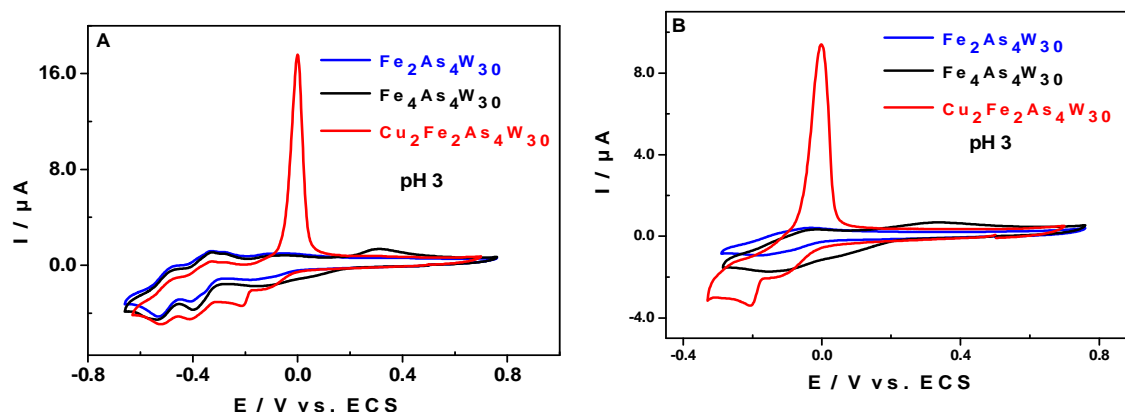 A
Fe2As4W30
Fe4As4W30
Cu2Fe2As4W30
pH 3
I / µA
16.0
8.0
0.0
-0.8 -0.4 0.0 0.4 0.8
E / V vs. ECS
B
Fe2As4W30
Fe4As4W30
Cu2Fe2As4W30
pH 3
I / µA
8.0
4.0
0.0
-4.0
-0.4 0.0 0.4 0.8
E / V vs. ECS